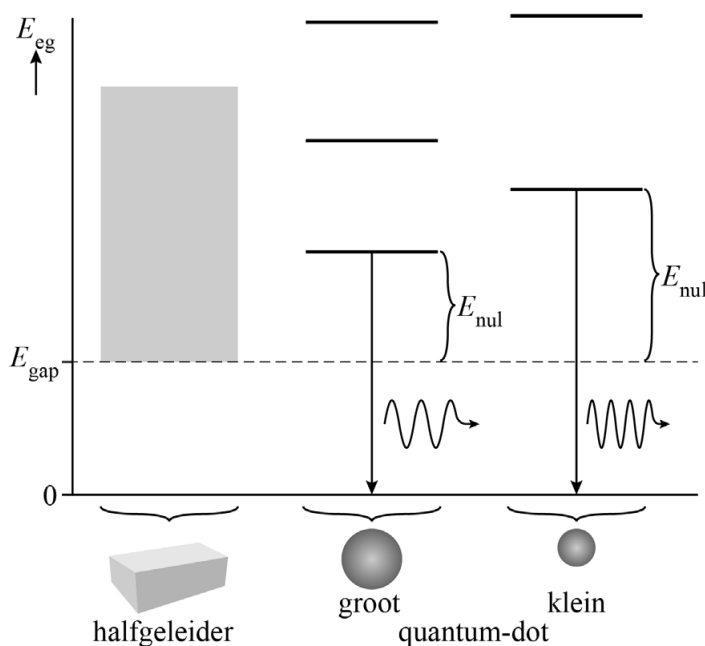 E_eg
E_nul
E_nul
E_gap
0
groot
klein
halfgeleider
quantum-dot